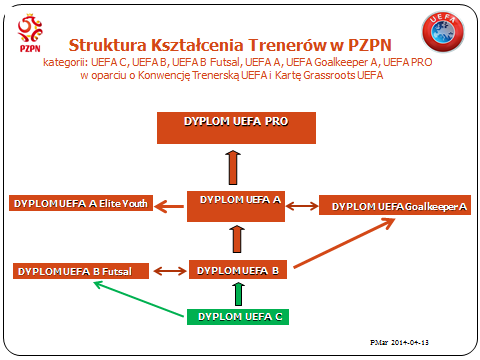 PZPN
UEFA
Struktura Kształcenia Trenerów w PZPN
kategorii: UEFA C, UEFA B, UEFA B Futsal, UEFA A, UEFA Goalkeeper A, UEFA PRO
w oparciu o Konwencję Trenerską UEFA i Kartę Grassroots UEFA
DYPLOM UEFA PRO
DYPLOM UEFA A Elite Youth
DYPLOM UEFA A
DYPLOM UEFA Goalkeeper A
DYPLOM UEFA B Futsal
DYPLOM UEFA B
DYPLOM UEFA C
PMar 2014-04-13